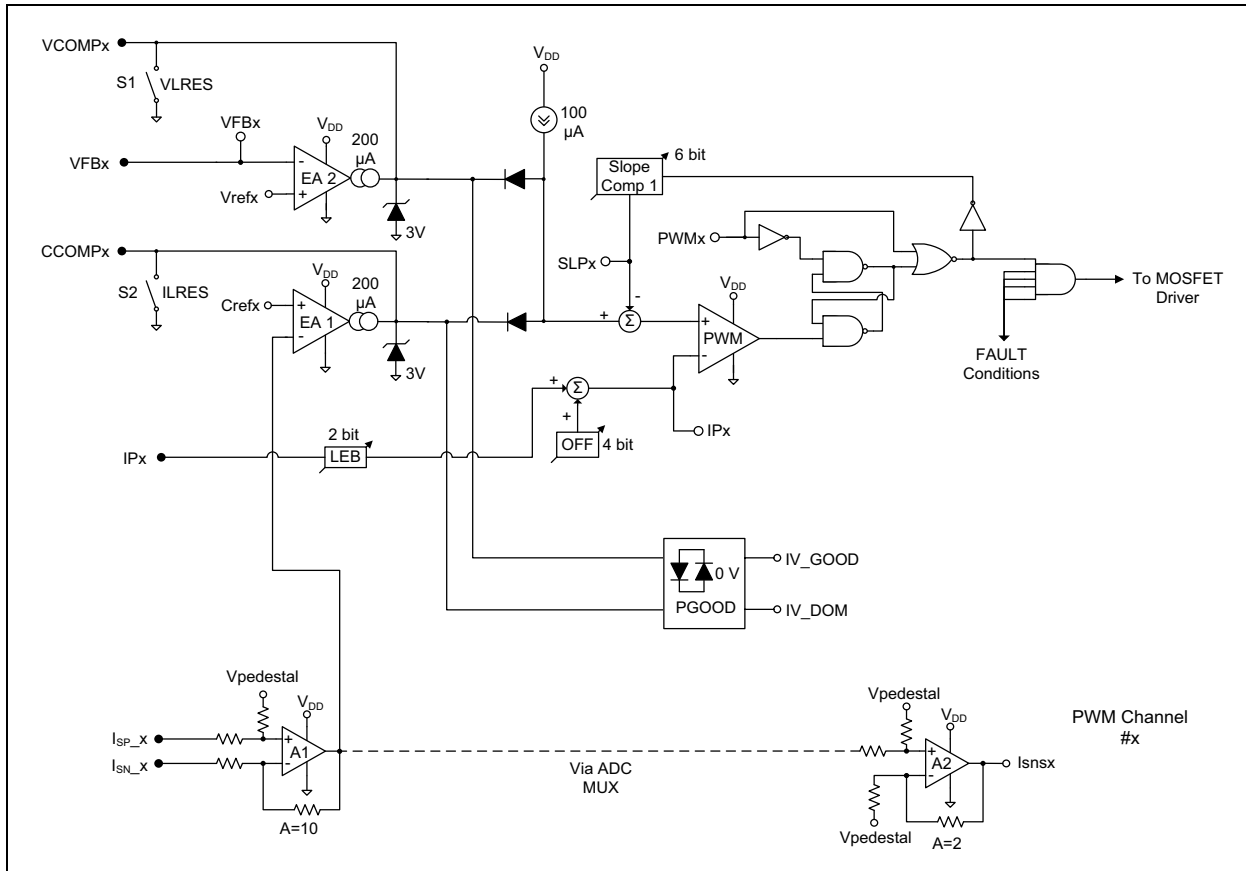 VCOMPx
S1
VLRES
VFBx
VFBx
VDD
200
µA
-
EA 2
+
Vrefx
3V
VDD
100
µA
Slope
Comp 1
6 bit
PWMx
SLPx
-
+
Σ
VDD
+
PWM
-
To MOSFET
Driver
FAULT
Conditions
CCOMPx
S2
ILRES
VDD
200
µA
Crefx
+
EA 1
-
3V
+
Σ
+
OFF
4 bit
IPx
2 bit
LEB
IPx
0 V
PGOOD
IV_GOOD
IV_DOM
Vpedestal
VDD
ISP_x
ISN_x
+
A1
-
A=10
Via ADC
MUX
Vpedestal
VDD
+
A2
-
Isnsx
Vpedestal
A=2
PWM Channel
#x